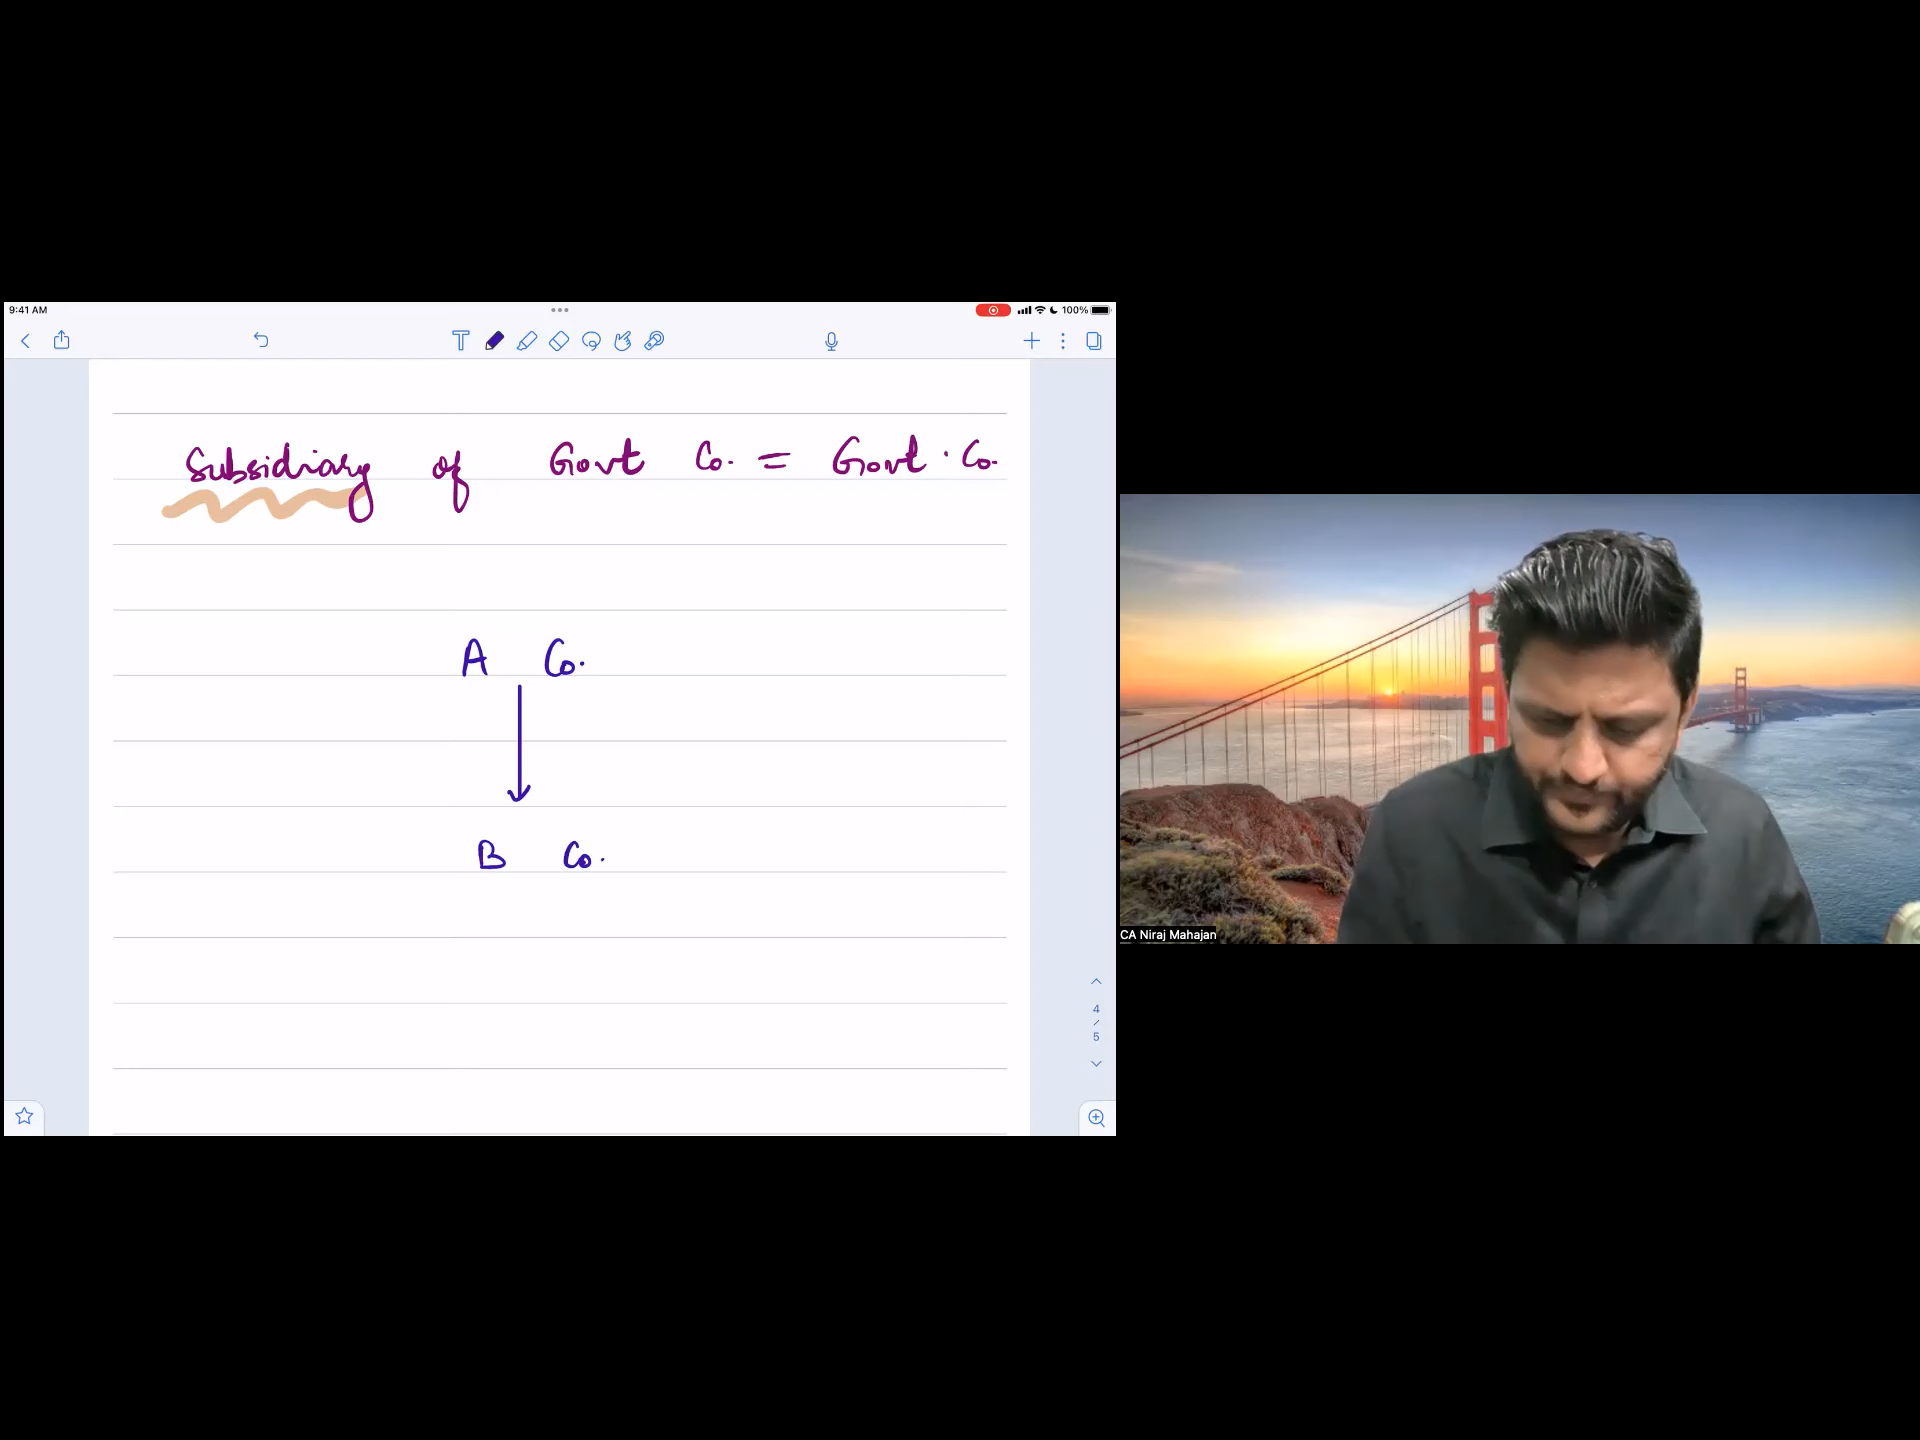 9:41 AM
100%
Subsidiary of Govt Co. = Govt. Co.
A Co.
B Co.
CA Niraj Mahajan
4
/
5